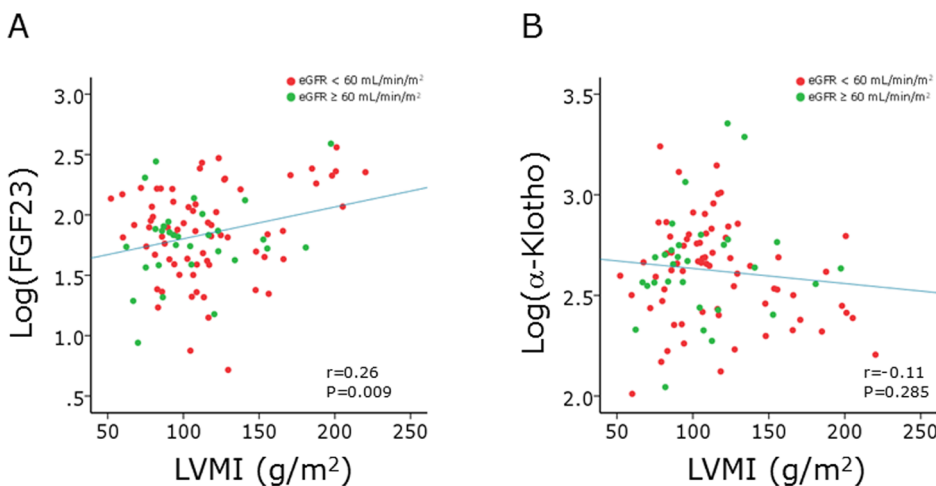 A
eGFR < 60 mL/min/m²
eGFR ≥ 60 mL/min/m²
3.0
2.5
2.0
1.5
1.0
.5
Log(FGF23)
r=0.26
P=0.009
50 100 150 200 250
LVMI (g/m²)
B
eGFR < 60 mL/min/m²
eGFR ≥ 60 mL/min/m²
3.5
3.0
2.5
2.0
Log(α-Klotho)
r=-0.11
P=0.285
50 100 150 200 250
LVMI (g/m²)